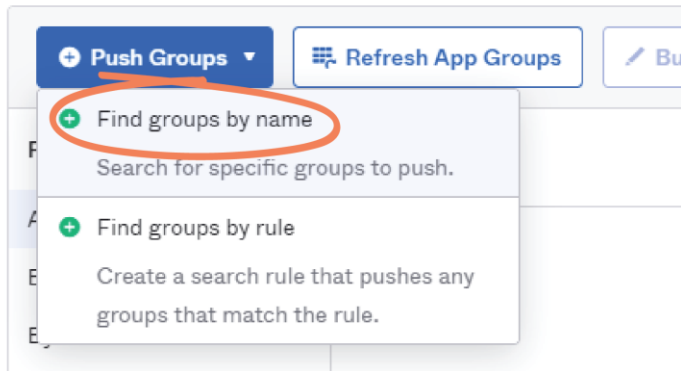 Push Groups
Refresh App Groups
Bu
Find groups by name
Search for specific groups to push.
Find groups by rule
Create a search rule that pushes any
groups that match the rule.